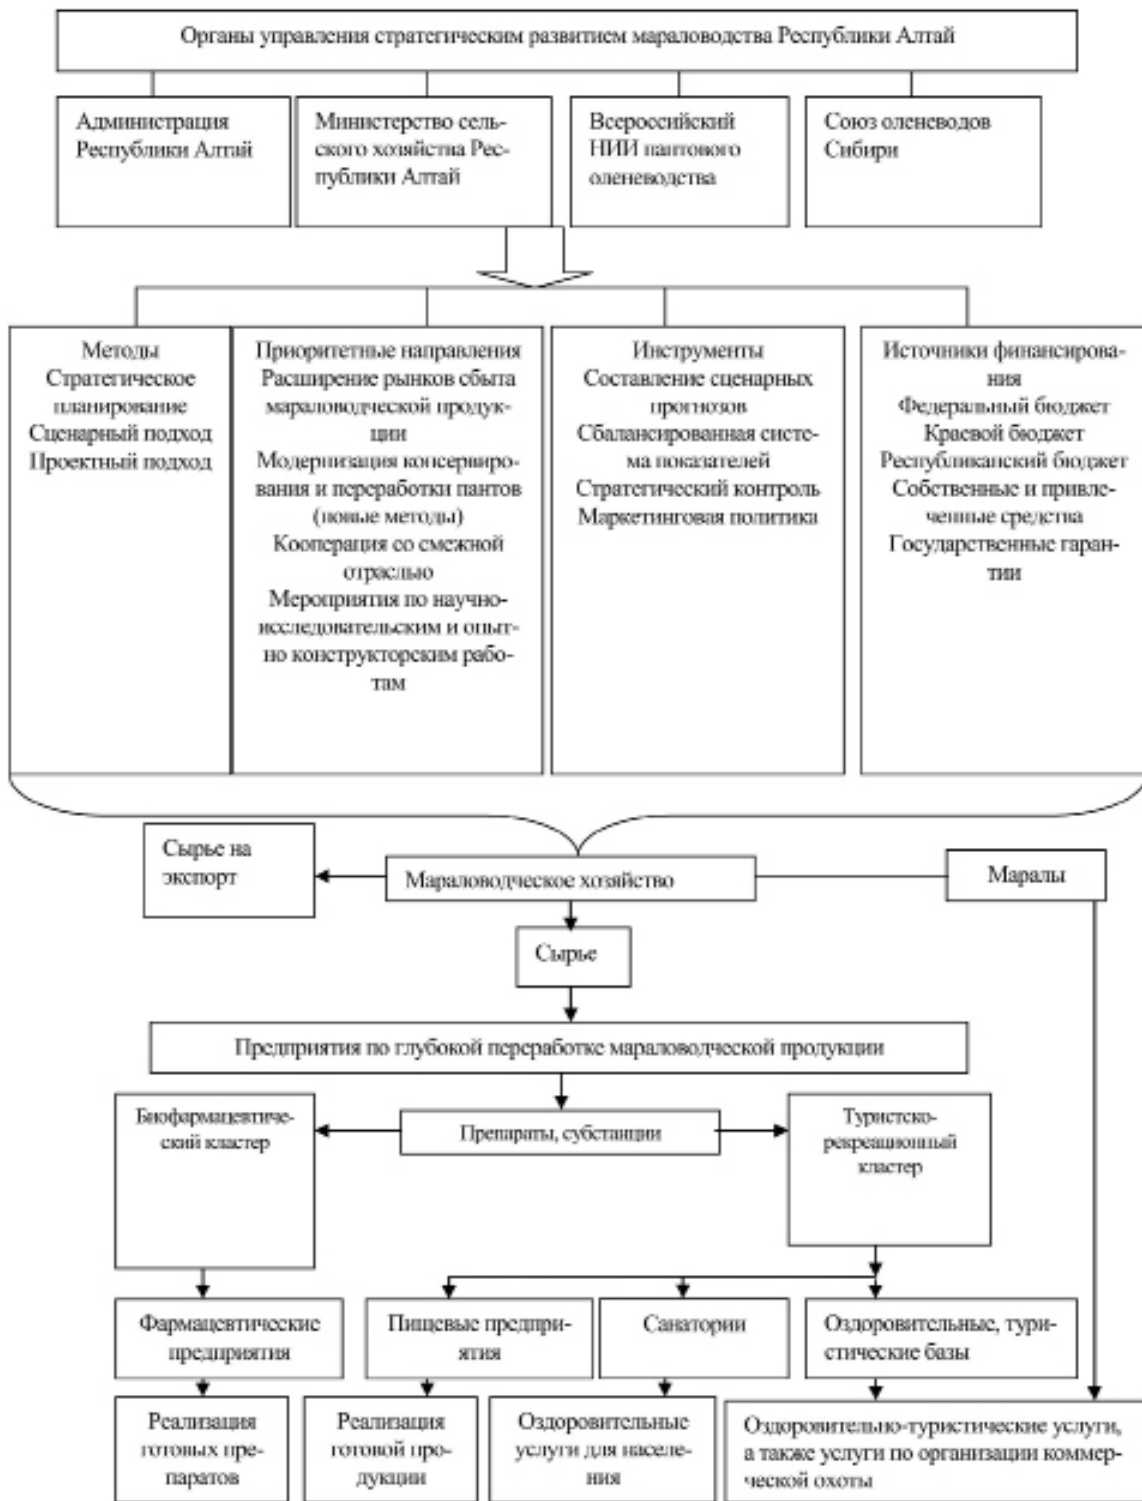 Органы управления стратегическим развитием мараловодства Республики Алтай
Администрация
Республики Алтай
Министерство сель-
ского хозяйства Рес-
публики Алтай
Всероссийский
НИИ пантового
оленеводства
Союз оленеводов
Сибири
Методы
Стратегическое
планирование
Сценарный подход
Проектный подход
Приоритетные направления
Расширение рынков сбыта
мараловодческой продук-
ции
Модернизация консервиро-
вания и переработки пантов
(новые методы)
Кооперация со смежной
отраслью
Мероприятия по научно-
исследовательским и опыт-
но конструкторским рабо-
там
Инструменты
Составление сценарных
прогнозов
Сбалансированная систе-
ма показателей
Стратегический контроль
Маркетинговая политика
Источники финансирова-
ния
Федеральный бюджет
Краевой бюджет
Республиканский бюджет
Собственные и привле-
ченные средства
Государственные гаран-
тии
Сырье на
экспорт
Мараловодческое хозяйство
Маралы
Сырье
Предприятия по глубокой переработке мараловодческой продукции
Биофармацевтиче-
ский кластер
Препараты, субстанции
Туристско-
рекреационный
кластер
Фармацевтические
предприятия
Пищевые предпри-
ятия
Санатории
Оздоровительные, тури-
стические базы
Реализация
готовых пре-
паратов
Реализация
готовой про-
дукции
Оздоровительные
услуги для населе-
ния
Оздоровительно-туристические услуги,
а также услуги по организации коммер-
ческой охоты